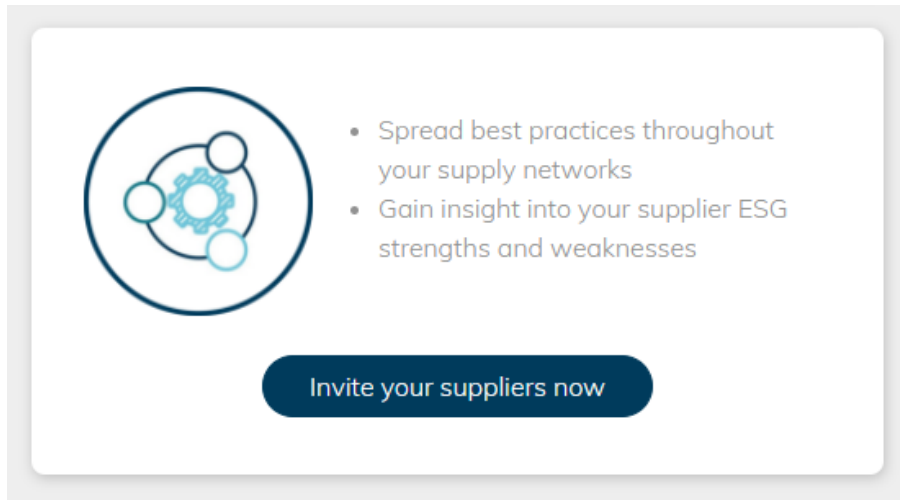 • Spread best practices throughout
your supply networks
• Gain insight into your supplier ESG
strengths and weaknesses
Invite your suppliers now